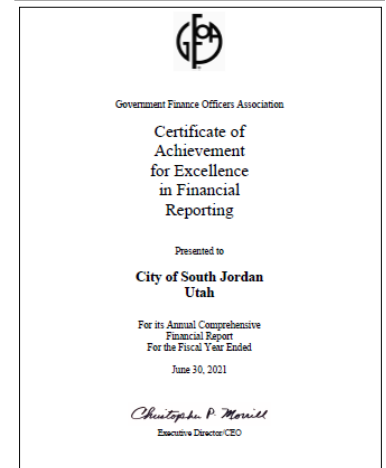 GFOA
Government Finance Officers Association
Certificate of
Achievement
for Excellence
in Financial
Reporting
Presented to
City of South Jordan
Utah
For its Annual Comprehensive
Financial Report
For the Fiscal Year Ended
June 30, 2021
Christopher P. Morrill
Executive Director/CEO